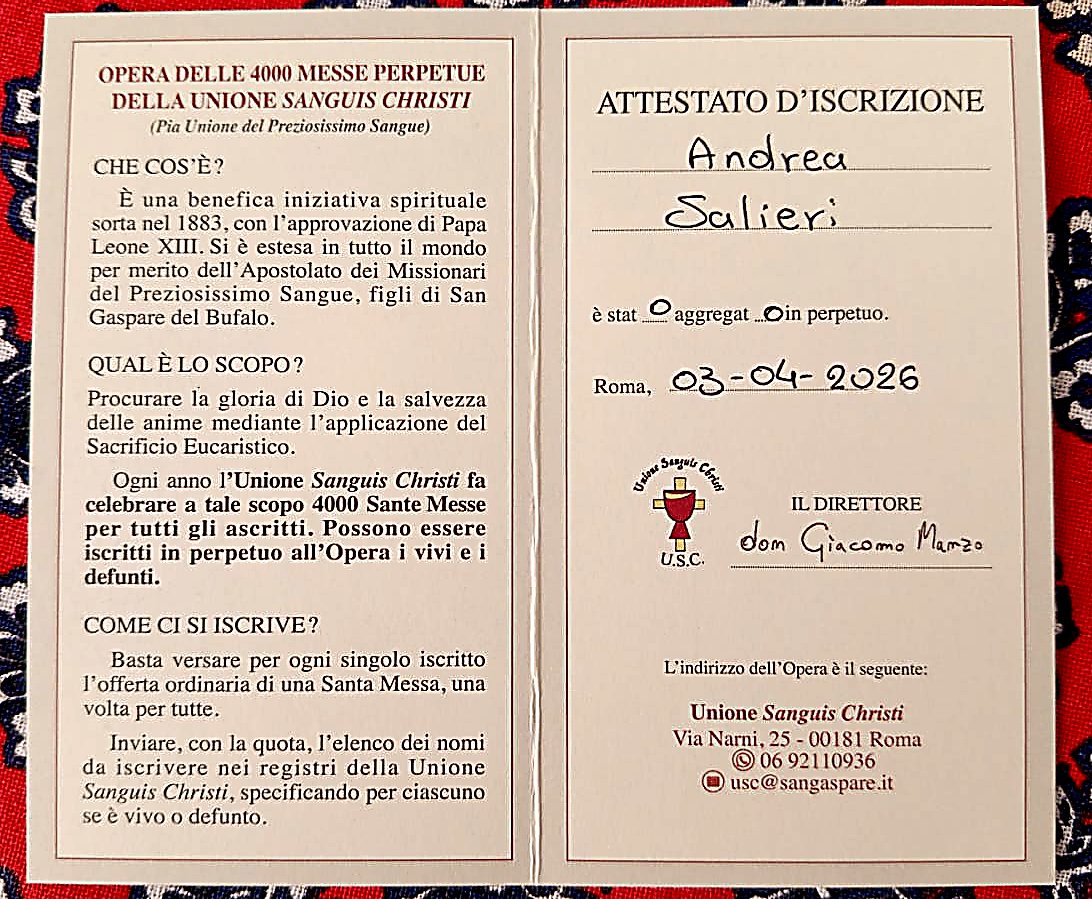 OPERA DELLE 4000 MESSE PERPETUE
DELLA UNIONE SANGUIS CHRISTI
(Pia Unione del Preziosissimo Sangue)
CHE COS'È?
È una benefica iniziativa spirituale
sorta nel 1883, con l'approvazione di Papa
Leone XIII. Si è estesa in tutto il mondo
per merito dell'Apostolato dei Missionari
del Preziosissimo Sangue, figli di San
Gaspare del Bufalo.
QUAL È LO SCOPO?
Procurare la gloria di Dio e la salvezza
delle anime mediante l'applicazione del
Sacrificio Eucaristico.
Ogni anno l'Unione Sanguis Christi fa
celebrare a tale scopo 4000 Sante Messe
per tutti gli ascritti. Possono essere
iscritti in perpetuo all'Opera i vivi e i
defunti.
COME CI SI ISCRIVE?
Basta versare per ogni singolo iscritto
l'offerta ordinaria di una Santa Messa, una
volta per tutte.
Inviare, con la quota, l'elenco dei nomi
da iscrivere nei registri della Unione
Sanguis Christi, specificando per ciascuno
se è vivo o defunto.
ATTESTATO D'ISCRIZIONE
Andrea
Salieri
è stat o aggregat o in perpetuo.
Roma, 03-04-2026
Unione Sanguis Christi
U.S.C.
IL DIRETTORE
don Giacomo Manzo
L'indirizzo dell'Opera è il seguente:
Unione Sanguis Christi
Via Narni, 25 - 00181 Roma
06 92110936
usc@sangaspare.it